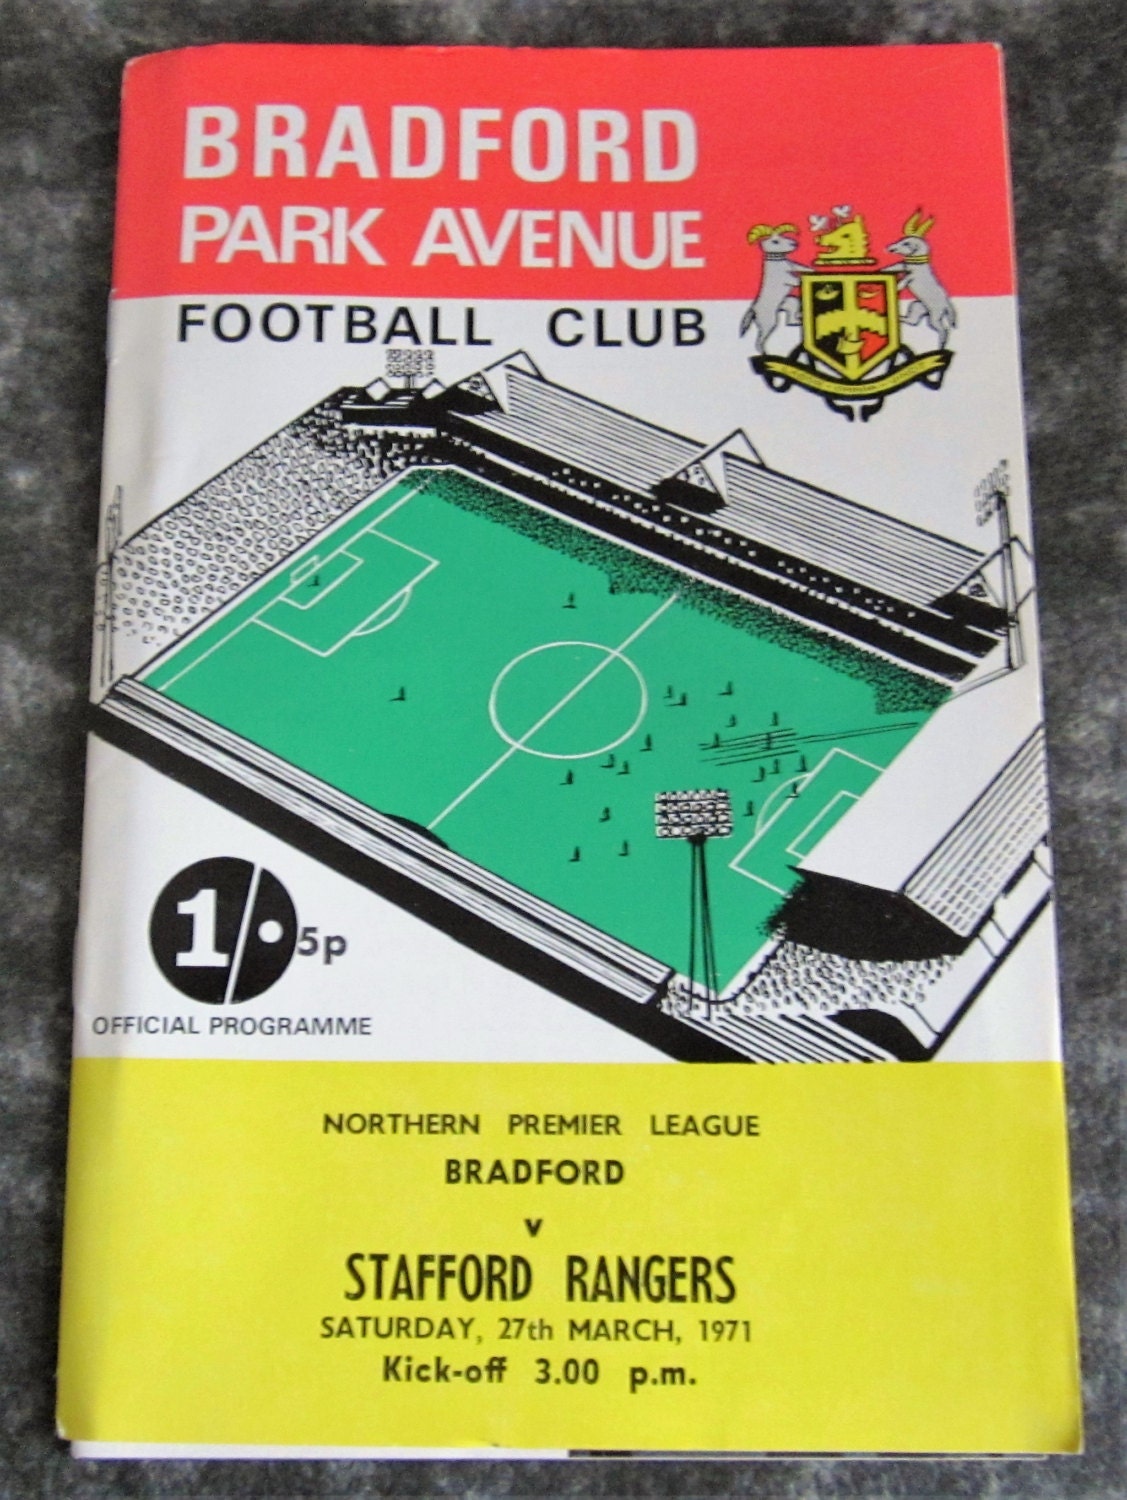 BRADFORD
PARK AVENUE
FOOTBALL CLUB
1/• 5p
OFFICIAL PROGRAMME
NORTHERN PREMIER LEAGUE
BRADFORD
v
STAFFORD RANGERS
SATURDAY, 27th MARCH, 1971
Kick-off 3.00 p.m.